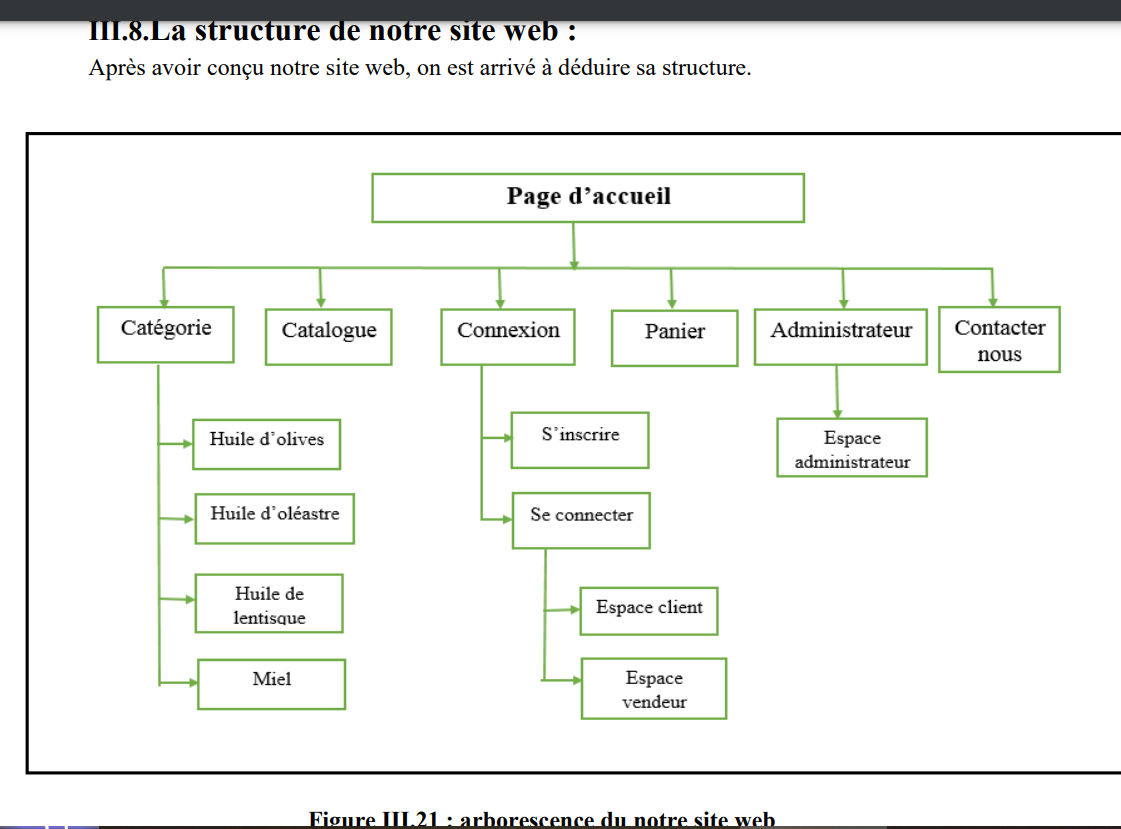 III.8.La structure de notre site web :
Après avoir conçu notre site web, on est arrivé à déduire sa structure.
Page d’accueil
Catégorie
Catalogue
Connexion
Panier
Administrateur
Contacter
nous
Huile d’olives
Huile d’oléastre
Huile de
lentisque
Miel
S’inscrire
Se connecter
Espace client
Espace
vendeur
Espace
administrateur
Figure III.21 : arborescence du notre site web